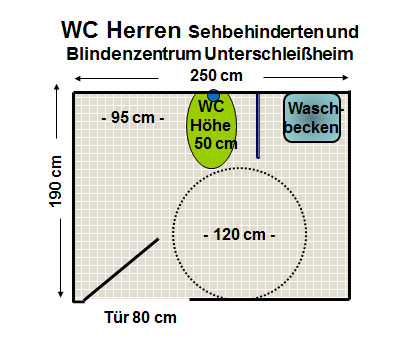 WC Herren Sehbehinderten und
Blindenzentrum Unterschleißheim
250 cm
190 cm
- 95 cm -
WC
Höhe
50 cm
Wasch-
becken
- 120 cm -
Tür 80 cm